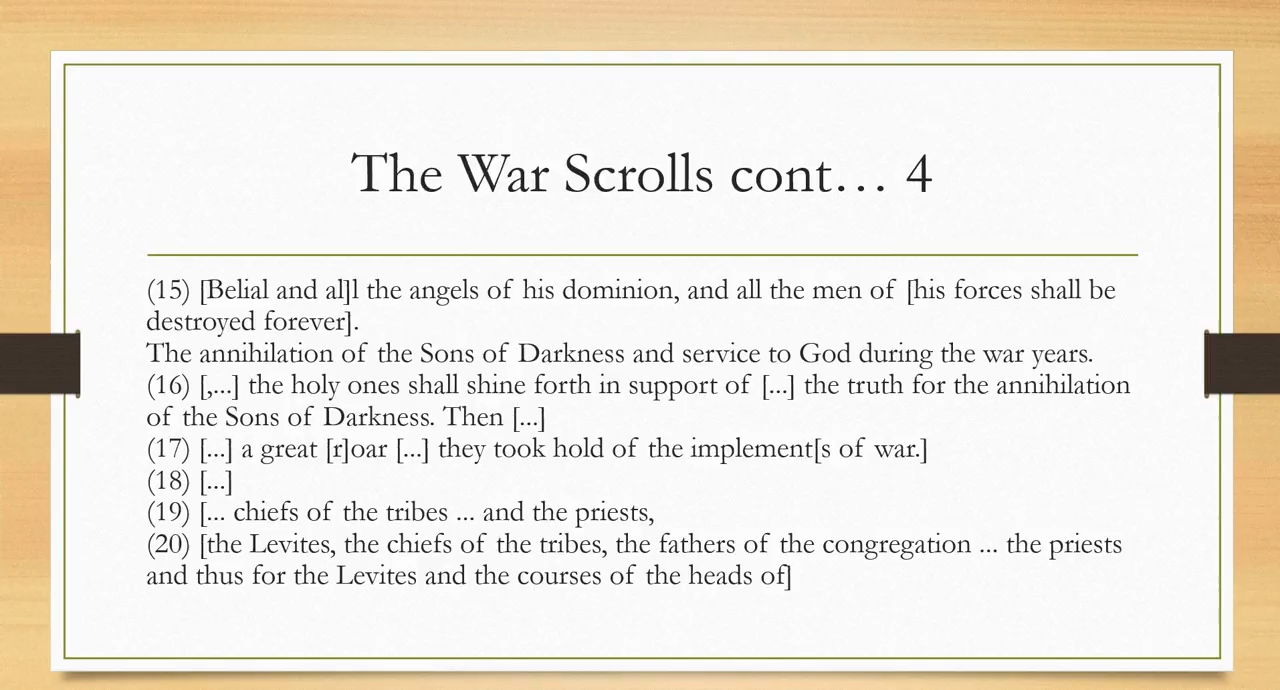 The War Scrolls cont… 4
(15) [Belial and al]l the angels of his dominion, and all the men of [his forces shall be
destroyed forever].
The annihilation of the Sons of Darkness and service to God during the war years.
(16) [,...] the holy ones shall shine forth in support of [...] the truth for the annihilation
of the Sons of Darkness. Then [...]
(17) [...] a great [r]oar [...] they took hold of the implement[s of war.]
(18) [...]
(19) [... chiefs of the tribes ... and the priests,
(20) [the Levites, the chiefs of the tribes, the fathers of the congregation ... the priests
and thus for the Levites and the courses of the heads of]